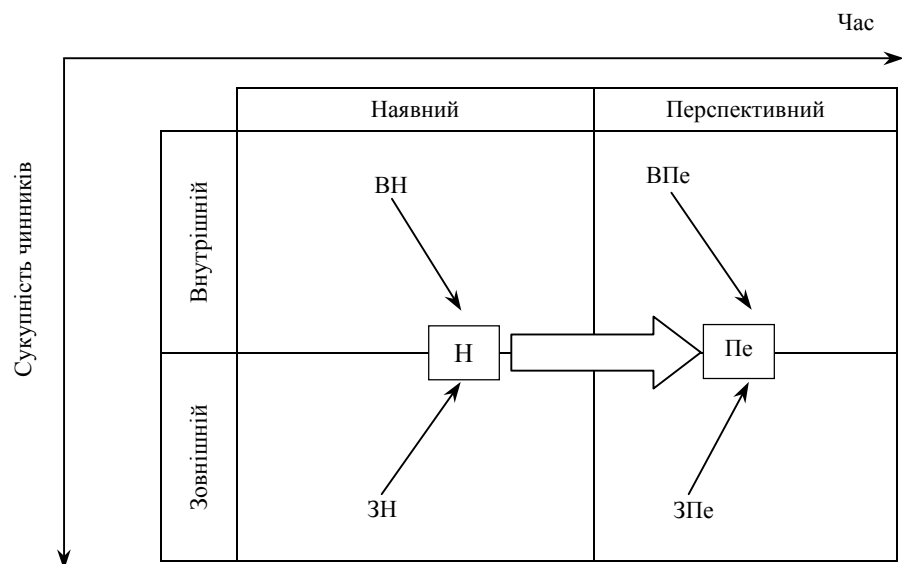 Час
Наявний
Перспективний
Сукупність чинників
Внутрішній
ВН
ВПе
Н
Пе
Зовнішній
ЗН
ЗПе